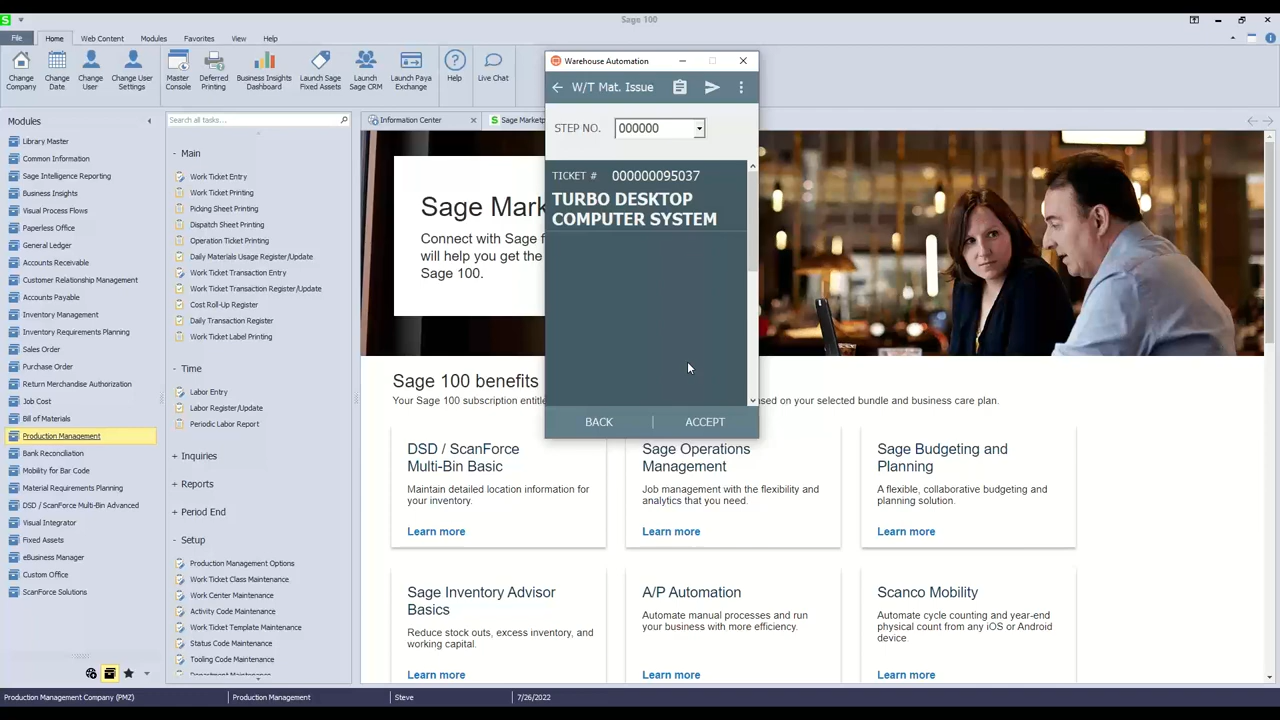 Sage 100
File
Home
Web Content
Modules
Favorites
View
Help
Change Company
Change Date
Change User
Change User Settings
Master Console
Deferred Printing
Business Insights Dashboard
Launch Sage Fixed Assets
Launch Sage CRM
Launch Paya Exchange
Help
Live Chat
Modules
Library Master
Common Information
Sage Intelligence Reporting
Business Insights
Visual Process Flows
Paperless Office
General Ledger
Accounts Receivable
Customer Relationship Management
Accounts Payable
Inventory Management
Inventory Requirements Planning
Sales Order
Purchase Order
Return Merchandise Authorization
Job Cost
Bill of Materials
Production Management
Bank Reconciliation
Mobility for Bar Code
Material Requirements Planning
DSD / ScanForce Multi-Bin Advanced
Visual Integrator
Fixed Assets
eBusiness Manager
Custom Office
ScanForce Solutions
Search all tasks...
- Main
Work Ticket Entry
Work Ticket Printing
Picking Sheet Printing
Dispatch Sheet Printing
Operation Ticket Printing
Daily Materials Usage Register/Update
Work Ticket Transaction Entry
Work Ticket Transaction Register/Update
Cost Roll-Up Register
Daily Transaction Register
Work Ticket Label Printing
- Time
Labor Entry
Labor Register/Update
Periodic Labor Report
+ Inquiries
+ Reports
+ Period End
- Setup
Production Management Options
Work Ticket Class Maintenance
Work Center Maintenance
Activity Code Maintenance
Work Ticket Template Maintenance
Status Code Maintenance
Tooling Code Maintenance
Information Center
Sage Marketp
Sage Mark
Connect with Sage f
will help you get the
Sage 100.
Warehouse Automation
W/T Mat. Issue
STEP NO. 000000
TICKET # 000000095037
TURBO DESKTOP
COMPUTER SYSTEM
BACK
ACCEPT
Sage 100 benefits
Your Sage 100 subscription entitle
ased on your selected bundle and business care plan.
DSD / ScanForce
Multi-Bin Basic
Maintain detailed location information for
your inventory.
Learn more
Sage Operations
Management
Job management with the flexibility and
analytics that you need.
Learn more
Sage Budgeting and
Planning
A flexible, collaborative budgeting and
planning solution.
Learn more
Sage Inventory Advisor
Basics
Reduce stock outs, excess inventory, and
working capital.
Learn more
A/P Automation
Automate manual processes and run
your business with more efficiency.
Learn more
Scanco Mobility
Automate cycle counting and year-end
physical count from any iOS or Android
device.
Learn more
Production Management Company (PMZ)
Production Management
Steve
7/26/2022